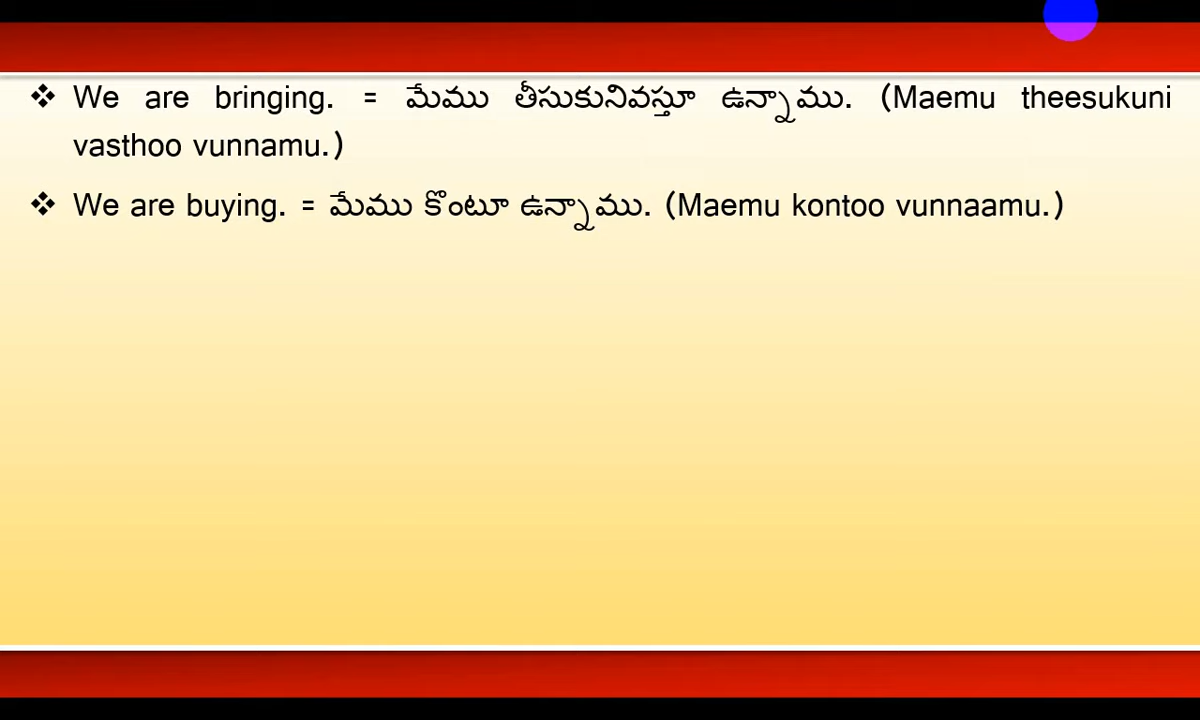 ❖ We are bringing. = మేము తీసుకునివస్తూ ఉన్నాము. (Maemu theesukuni
vasthoo vunnamu.)
❖ We are buying. = మేము కొంటూ ఉన్నాము. (Maemu kontoo vunnaamu.)